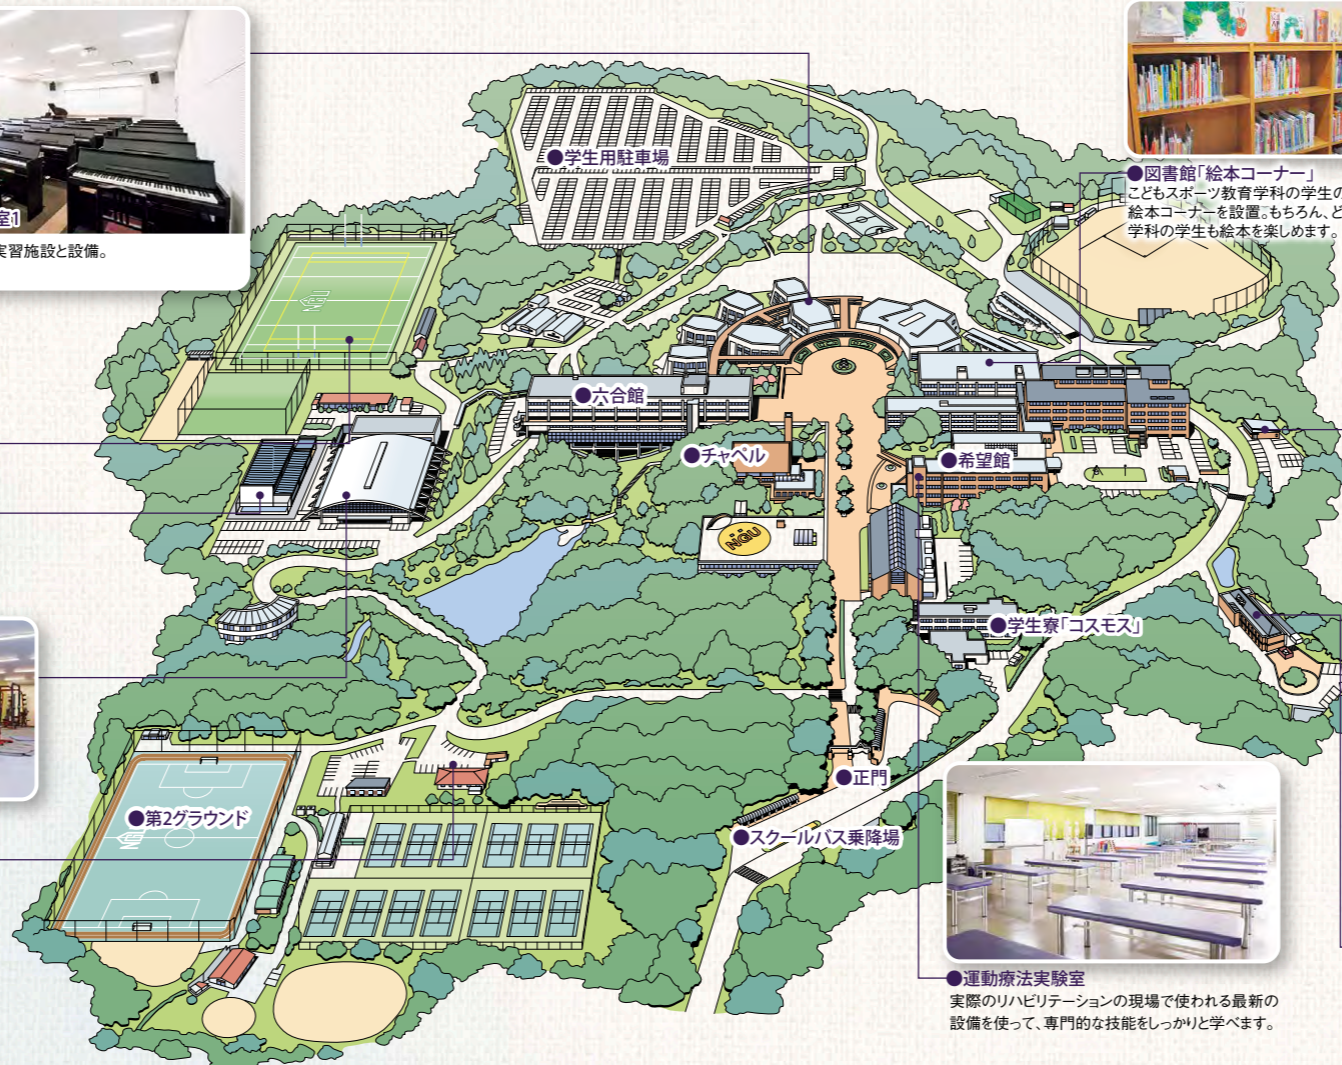 室1
実習施設と設備。
●学生用駐車場
●図書館「絵本コーナー」
こどもスポーツ教育学科の学生の
絵本コーナーを設置。もちろん、ど
学科の学生も絵本を楽しめます。
NGU
●六合館
●チャペル
●希望館
NGU
●学生寮「コスモス」
●正門
●第2グラウンド
●スクールバス乗降場
●運動療法実験室
実際のリハビリテーションの現場で使われる最新の
設備を使って、専門的な技能をしっかりと学べます。